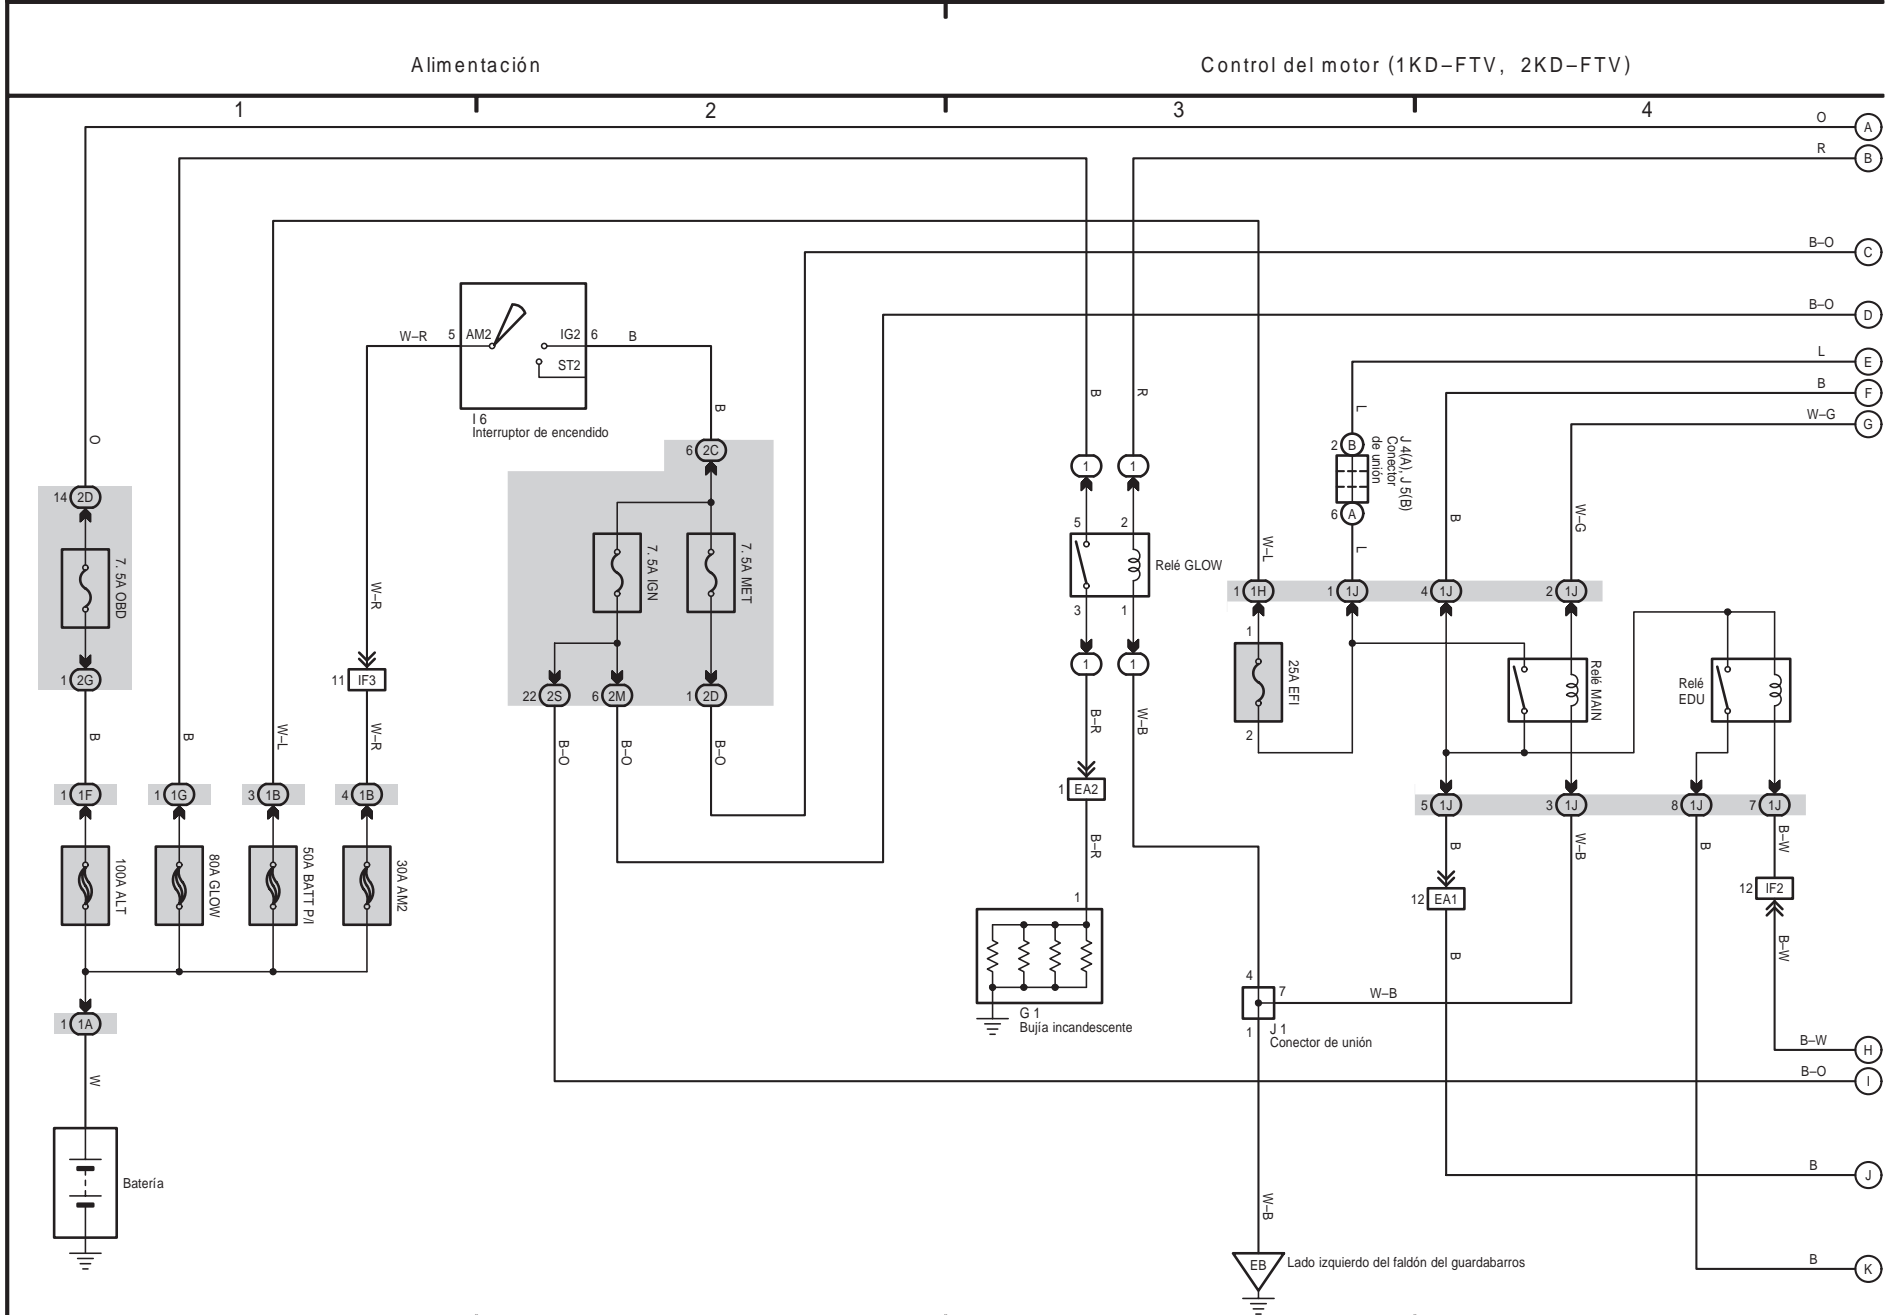 Alimentación
Control del motor (1KD–FTV, 2KD–FTV)
1
2
3
4
O
A
R
B
B–O
C
B–O
D
L
E
B
F
W–G
G
W–R
5
AM2
IG2
6
B
ST2
I 6
Interruptor de encendido
O
B
B
R
L
2
B
J 4(A), J 5(B)
Conector
de unión
6
A
L
B
W–G
W–L
6
2C
14
2D
7. 5A OBD
1
2G
7. 5A IGN
7. 5A MET
22
2S
6
2M
1
2D
W–R
11
IF3
W–R
1
1
5
2
Relé GLOW
3
1
1
1
1
1H
1
1J
4
1J
2
1J
1
25A EFI
2
Relé MAIN
Relé
EDU
B
B
W–L
B–O
B–O
B–O
B–R
W–B
1
EA2
B–R
1
1F
1
1G
3
1B
4
1B
100A ALT
80A GLOW
50A BATT P/I
30A AM2
5
1J
3
1J
8
1J
7
1J
B
W–B
B
B–W
12
EA1
12
IF2
B
B–W
1
G 1
Bujía incandescente
4
7
1
J 1
Conector de unión
W–B
1
1A
W
Batería
B–W
H
B–O
I
B
J
W–B
EB
Lado izquierdo del faldón del guardabarros
B
K